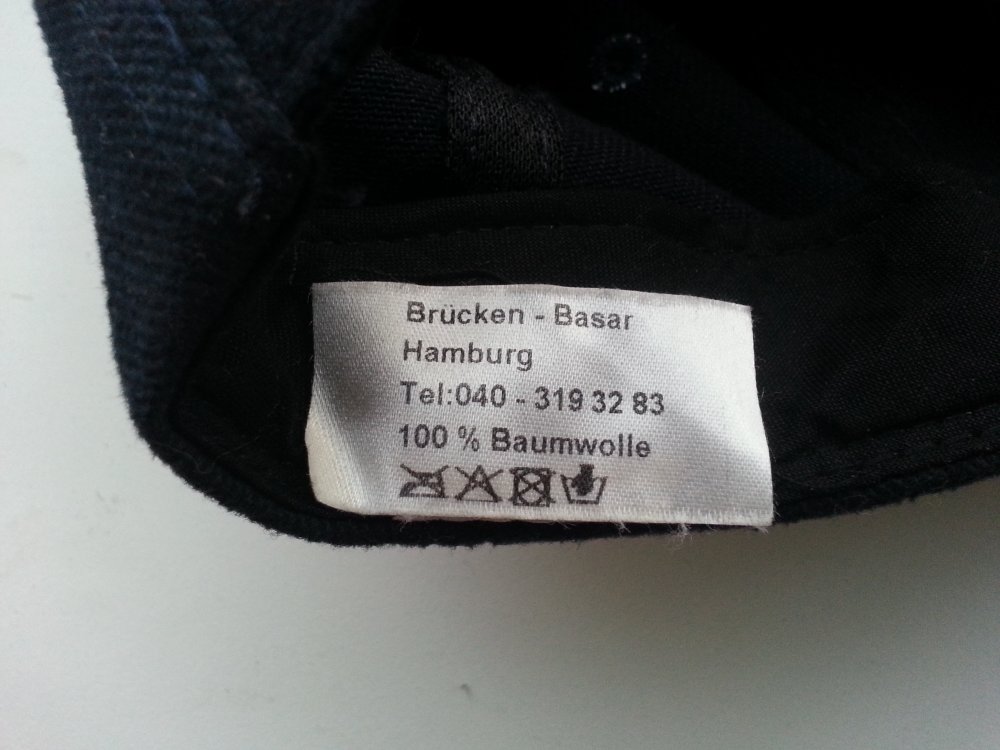 Brücken - Basar
Hamburg
Tel:040 - 319 32 83
100 % Baumwolle